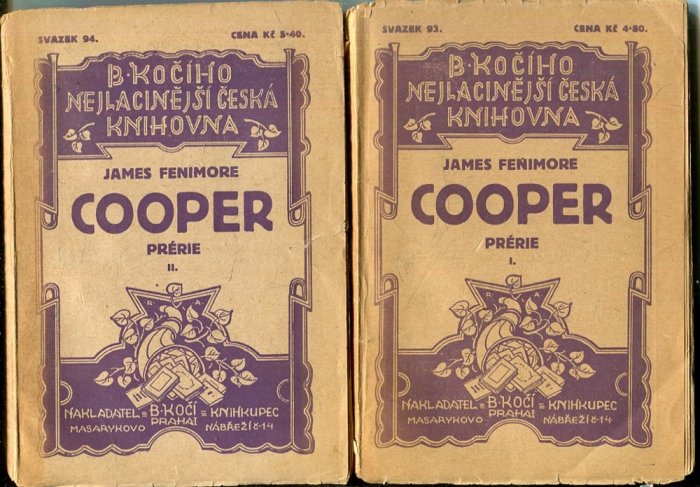 SVAZEK 94. CENA Kč 5·40.
B·KOČÍHO
NEJLACINĚJŠÍ ČESKÁ
KNIHOVNA
JAMES FENIMORE
COOPER
PRÉRIE
II.
R A
NAKLADATEL = B·KOČÍ = KNIHKUPEC
MASARYKOVO PRAHA I NÁBŘEŽÍ Č·14
SVAZEK 93. CENA Kč 4·80.
B·KOČÍHO
NEJLACINĚJŠÍ ČESKÁ
KNIHOVNA
JAMES FENIMORE
COOPER
PRÉRIE
I.
R A
NAKLADATEL = B·KOČÍ = KNIHKUPEC
MASARYKOVO PRAHA I NÁBŘEŽÍ Č·14